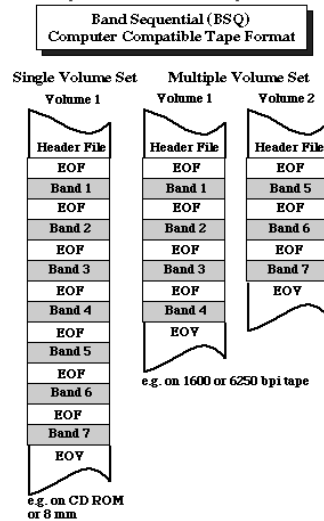 Band Sequential (BSQ)
Computer Compatible Tape Format
Single Volume Set
Multiple Volume Set
Volume 1
Header File
EOF
Band 1
EOF
Band 2
EOF
Band 3
EOF
Band 4
EOF
Band 5
EOF
Band 6
EOF
Band 7
EOV
e.g. on CD ROM
or 8 mm
Volume 1
Header File
EOF
Band 1
EOF
Band 2
EOF
Band 3
EOF
Band 4
EOV
e.g. on 1600 or 6250 bpi tape
Volume 2
Header File
EOF
Band 5
EOF
Band 6
EOF
Band 7
EOV